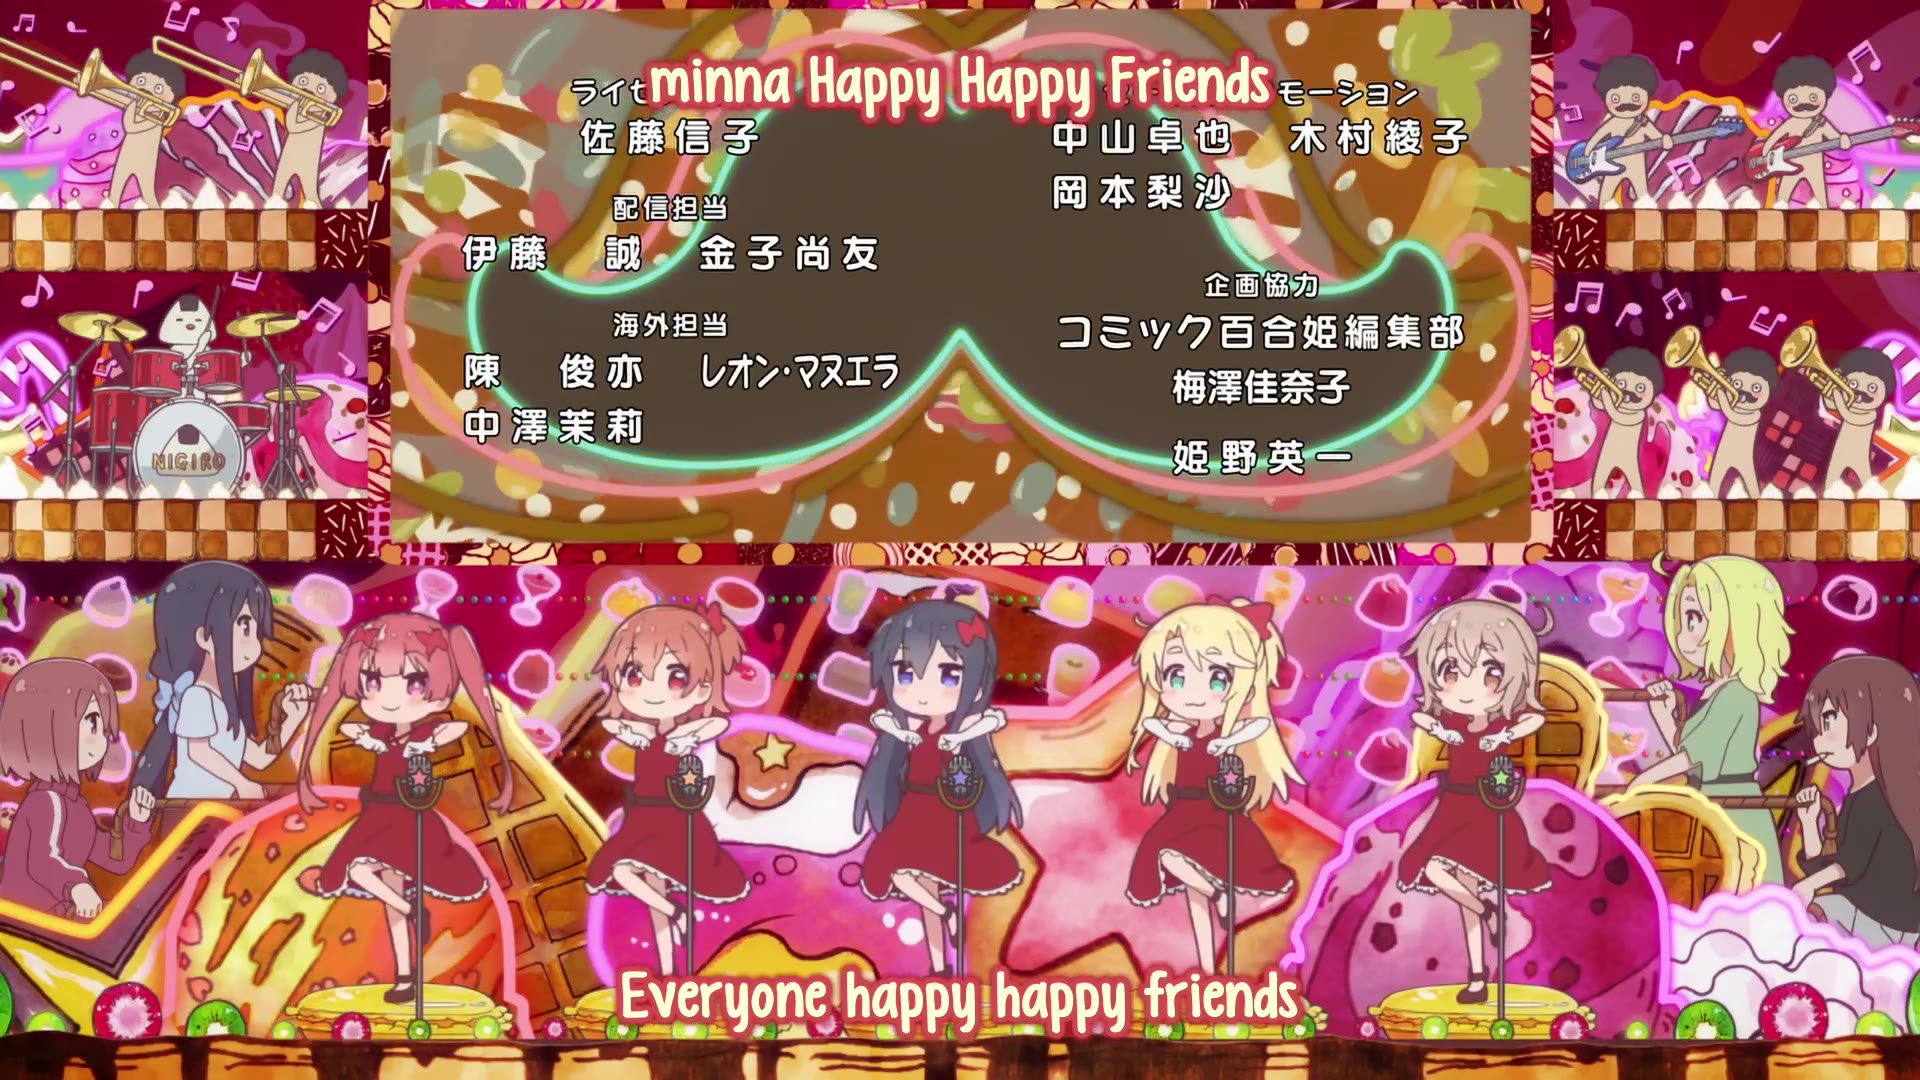 minna Happy Happy Friends
ライセ
佐藤信子
配信担当
伊藤 誠 金子尚友
海外担当
陳 俊亦 レオン・マヌエラ
中澤茉莉
モーション
中山卓也 木村綾子
岡本梨沙
企画協力
コミック百合姫編集部
梅澤佳奈子
姫野英一
NIGIRO
Everyone happy happy friends